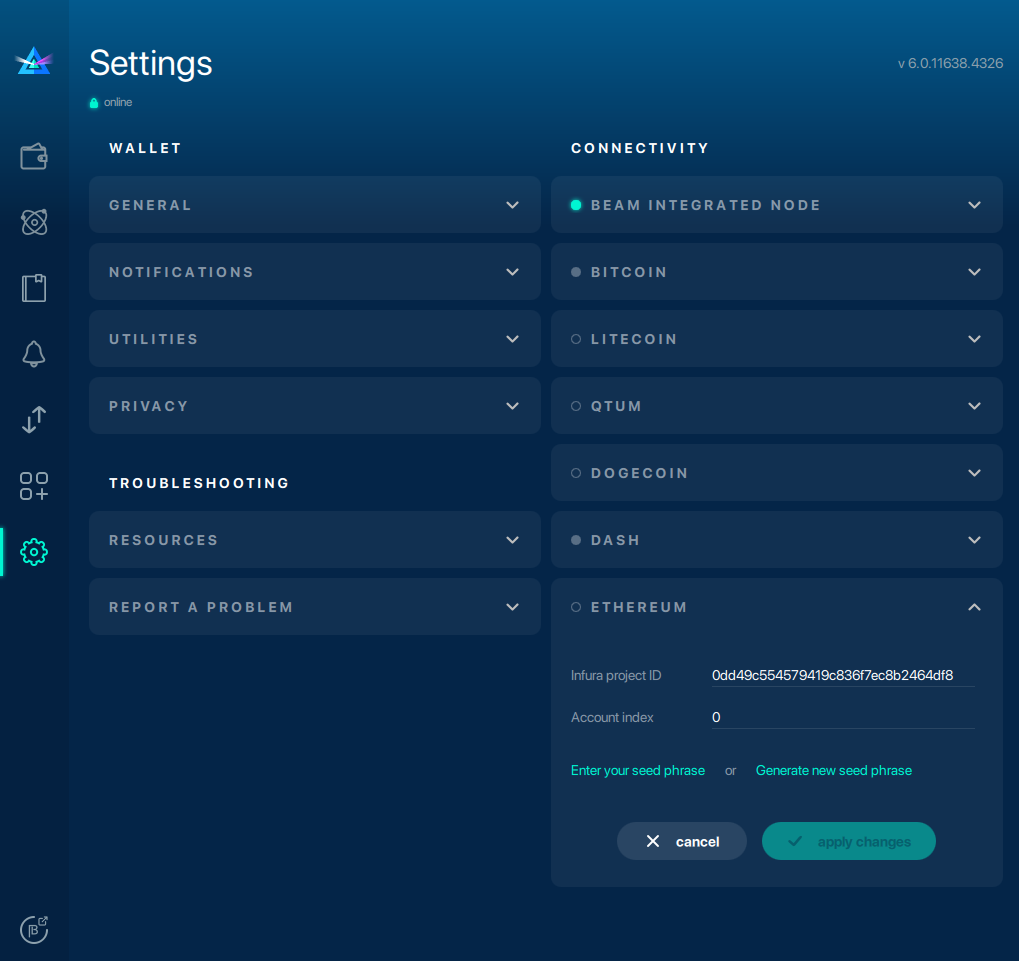 Settings
v 6.0.11638.4326
online
WALLET
GENERAL
NOTIFICATIONS
UTILITIES
PRIVACY
TROUBLESHOOTING
RESOURCES
REPORT A PROBLEM
CONNECTIVITY
BEAM INTEGRATED NODE
BITCOIN
LITECOIN
QTUM
DOGECOIN
DASH
ETHEREUM
Infura project ID 0dd49c554579419c836f7ec8b2464df8
Account index 0
Enter your seed phrase or Generate new seed phrase
cancel apply changes
B